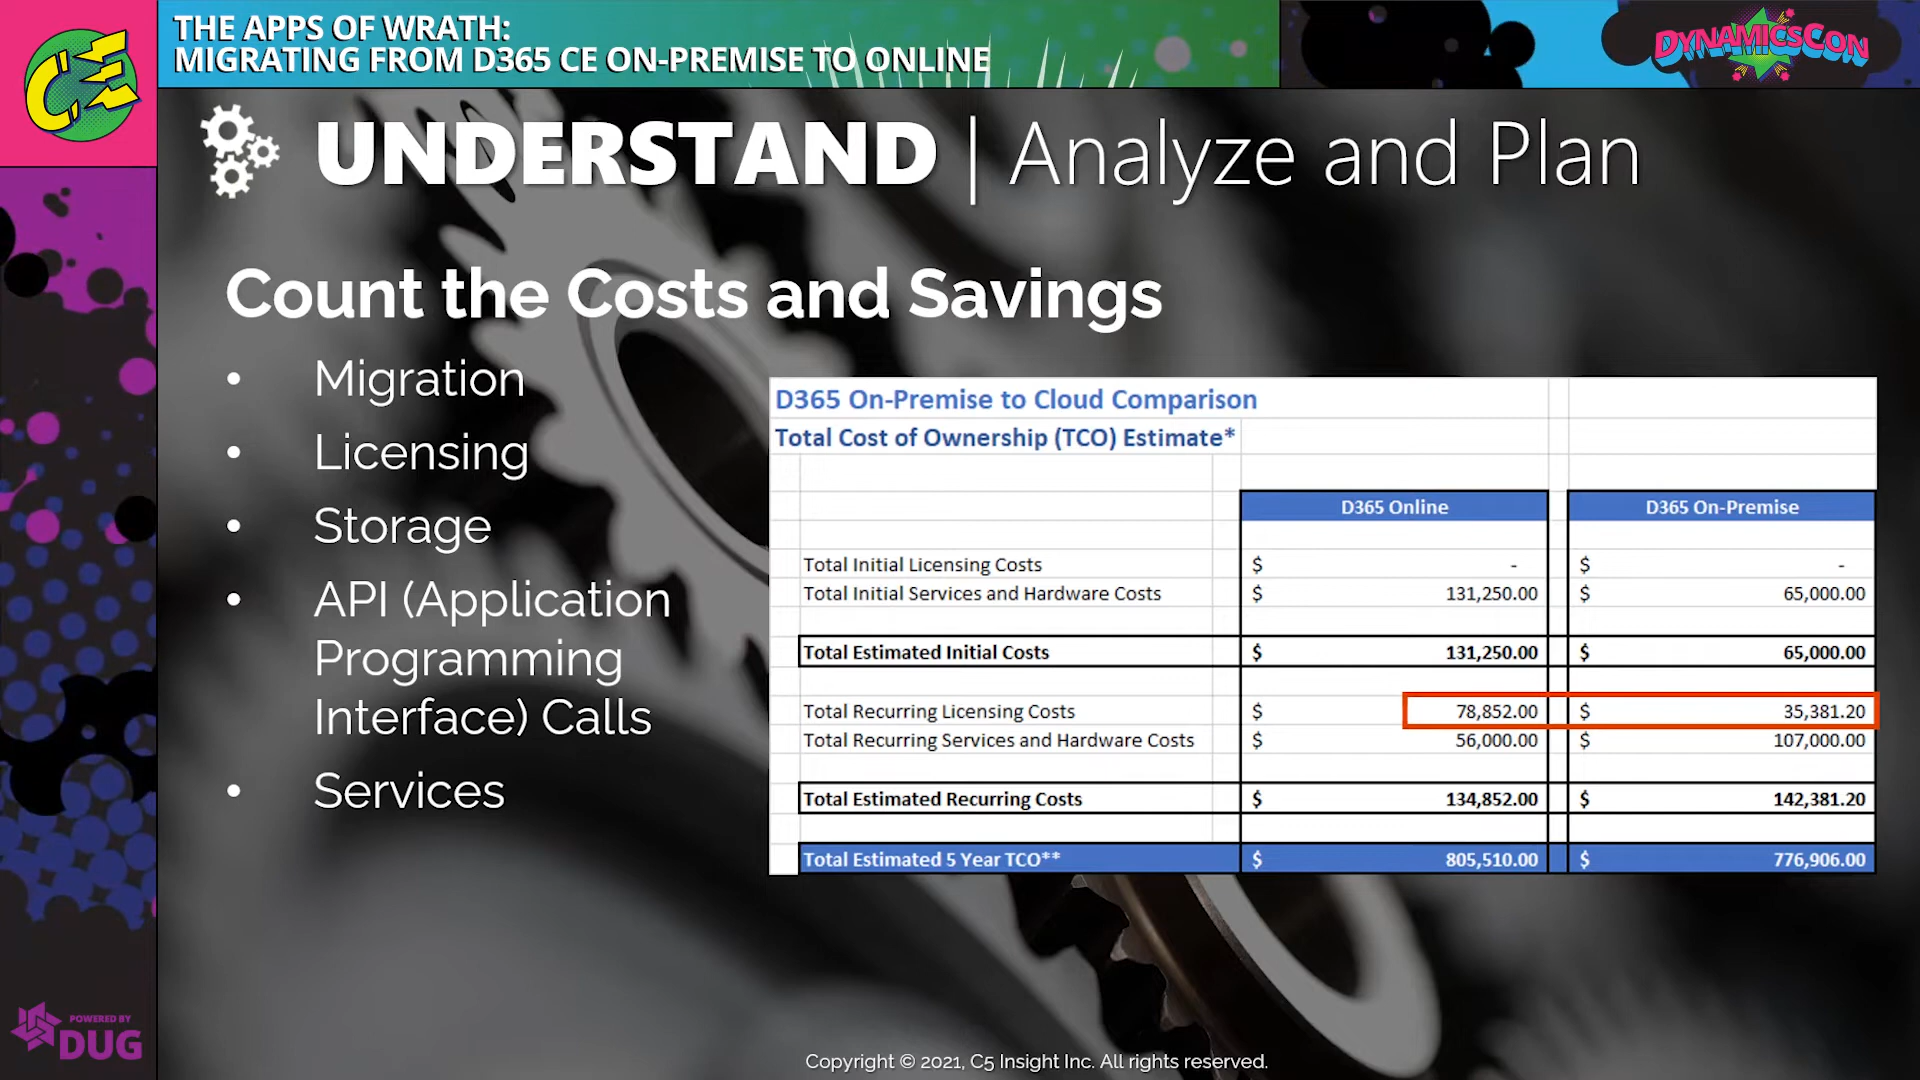 CE
THE APPS OF WRATH:
MIGRATING FROM D365 CE ON-PREMISE TO ONLINE
DYNAMICSCON
UNDERSTAND | Analyze and Plan
Count the Costs and Savings
• Migration
• Licensing
• Storage
• API (Application
Programming
Interface) Calls
• Services
D365 On-Premise to Cloud Comparison
Total Cost of Ownership (TCO) Estimate*
D365 Online D365 On-Premise
Total Initial Licensing Costs $ - $ -
Total Initial Services and Hardware Costs $ 131,250.00 $ 65,000.00
Total Estimated Initial Costs $ 131,250.00 $ 65,000.00
Total Recurring Licensing Costs $ 78,852.00 $ 35,381.20
Total Recurring Services and Hardware Costs $ 56,000.00 $ 107,000.00
Total Estimated Recurring Costs $ 134,852.00 $ 142,381.20
Total Estimated 5 Year TCO** $ 805,510.00 $ 776,906.00
POWERED BY
DUG
Copyright © 2021, C5 Insight Inc. All rights reserved.